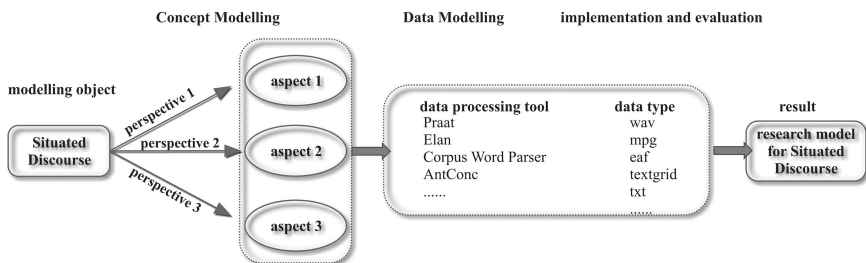 Concept Modelling
Data Modelling
implementation and evaluation
modelling object
Situated
Discourse
perspective 1
perspective 2
perspective 3
aspect 1
aspect 2
aspect 3
data processing tool
Praat
Elan
Corpus Word Parser
AntConc
......
data type
wav
mpg
eaf
textgrid
txt
......
result
research model
for Situated
Discourse